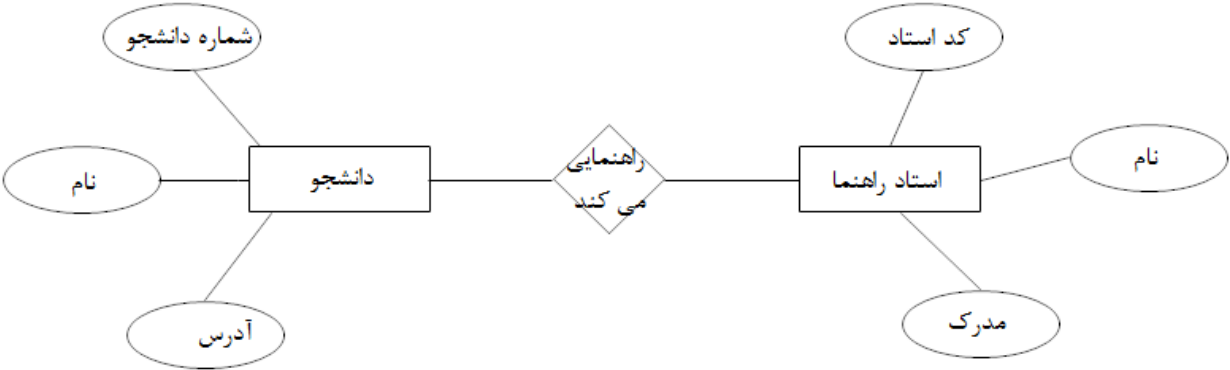 شماره دانشجو
کد استاد
نام
دانشجو
راهنمایی
می کند
استاد راهنما
نام
آدرس
مدرک